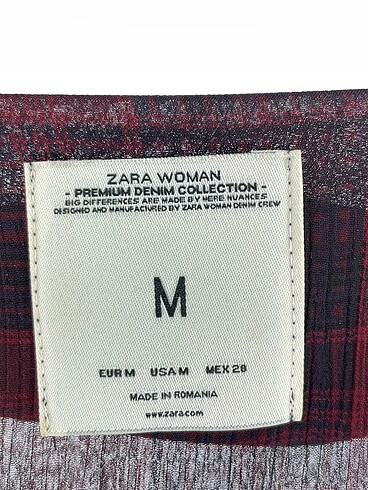 ZARA WOMAN
- PREMIUM DENIM COLLECTION -
BIG DIFFERENCES ARE MADE BY MERE NUANCES
DESIGNED AND MANUFACTURED BY ZARA WOMAN DENIM CREW
M
EUR M USA M MEX 28
MADE IN ROMANIA
www.zara.com